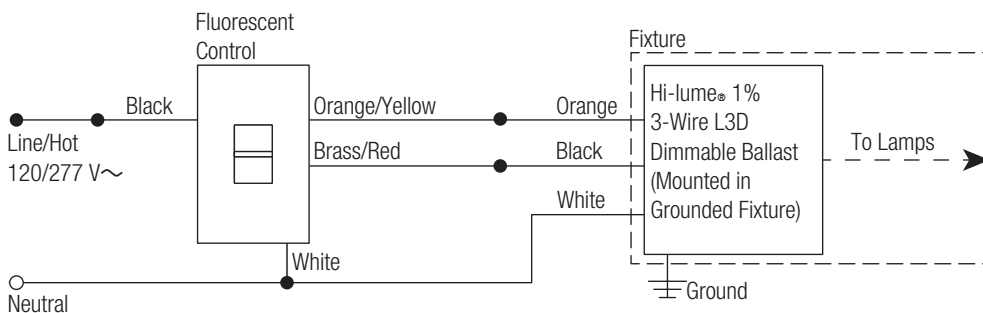 Fluorescent
Control
Fixture
Black
Orange/Yellow
Orange
Hi-lume® 1%
3-Wire L3D
Dimmable Ballast
(Mounted in
Grounded Fixture)
To Lamps
Line/Hot
120/277 V~
Brass/Red
Black
White
White
Neutral
Ground